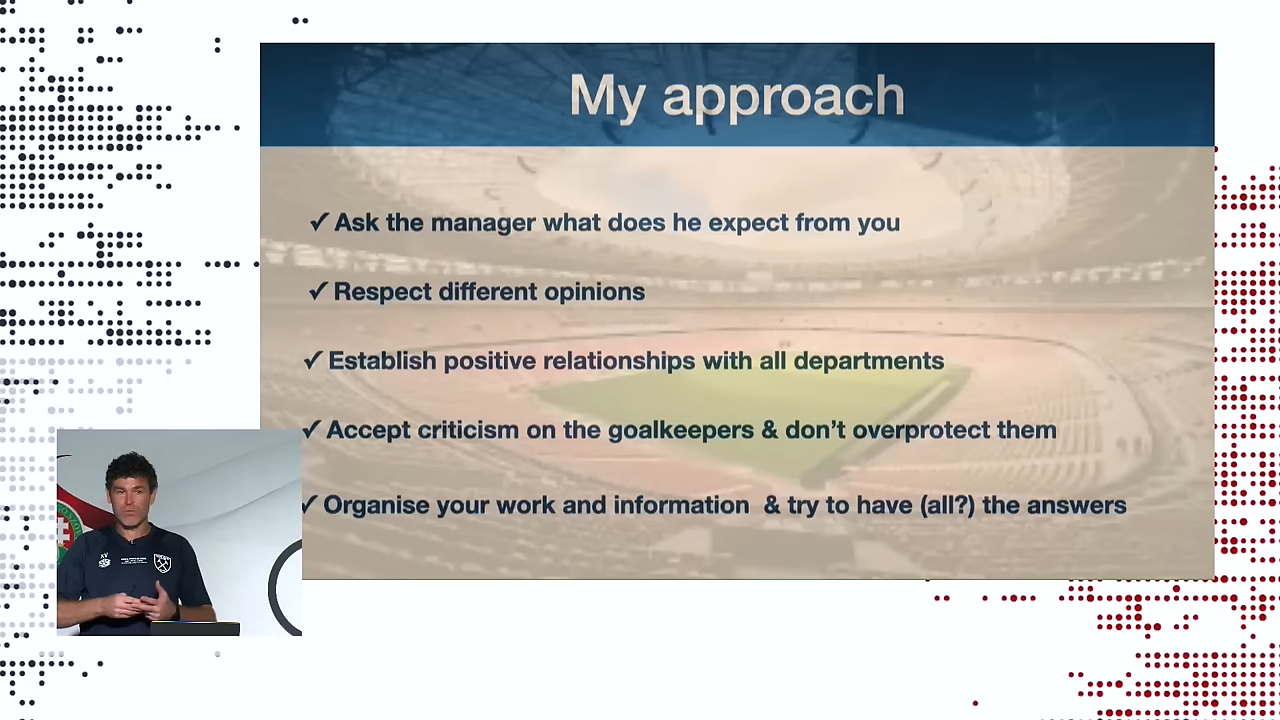 My approach
✓ Ask the manager what does he expect from you
✓ Respect different opinions
✓ Establish positive relationships with all departments
✓ Accept criticism on the goalkeepers & don’t overprotect them
✓ Organise your work and information & try to have (all?) the answers
XV